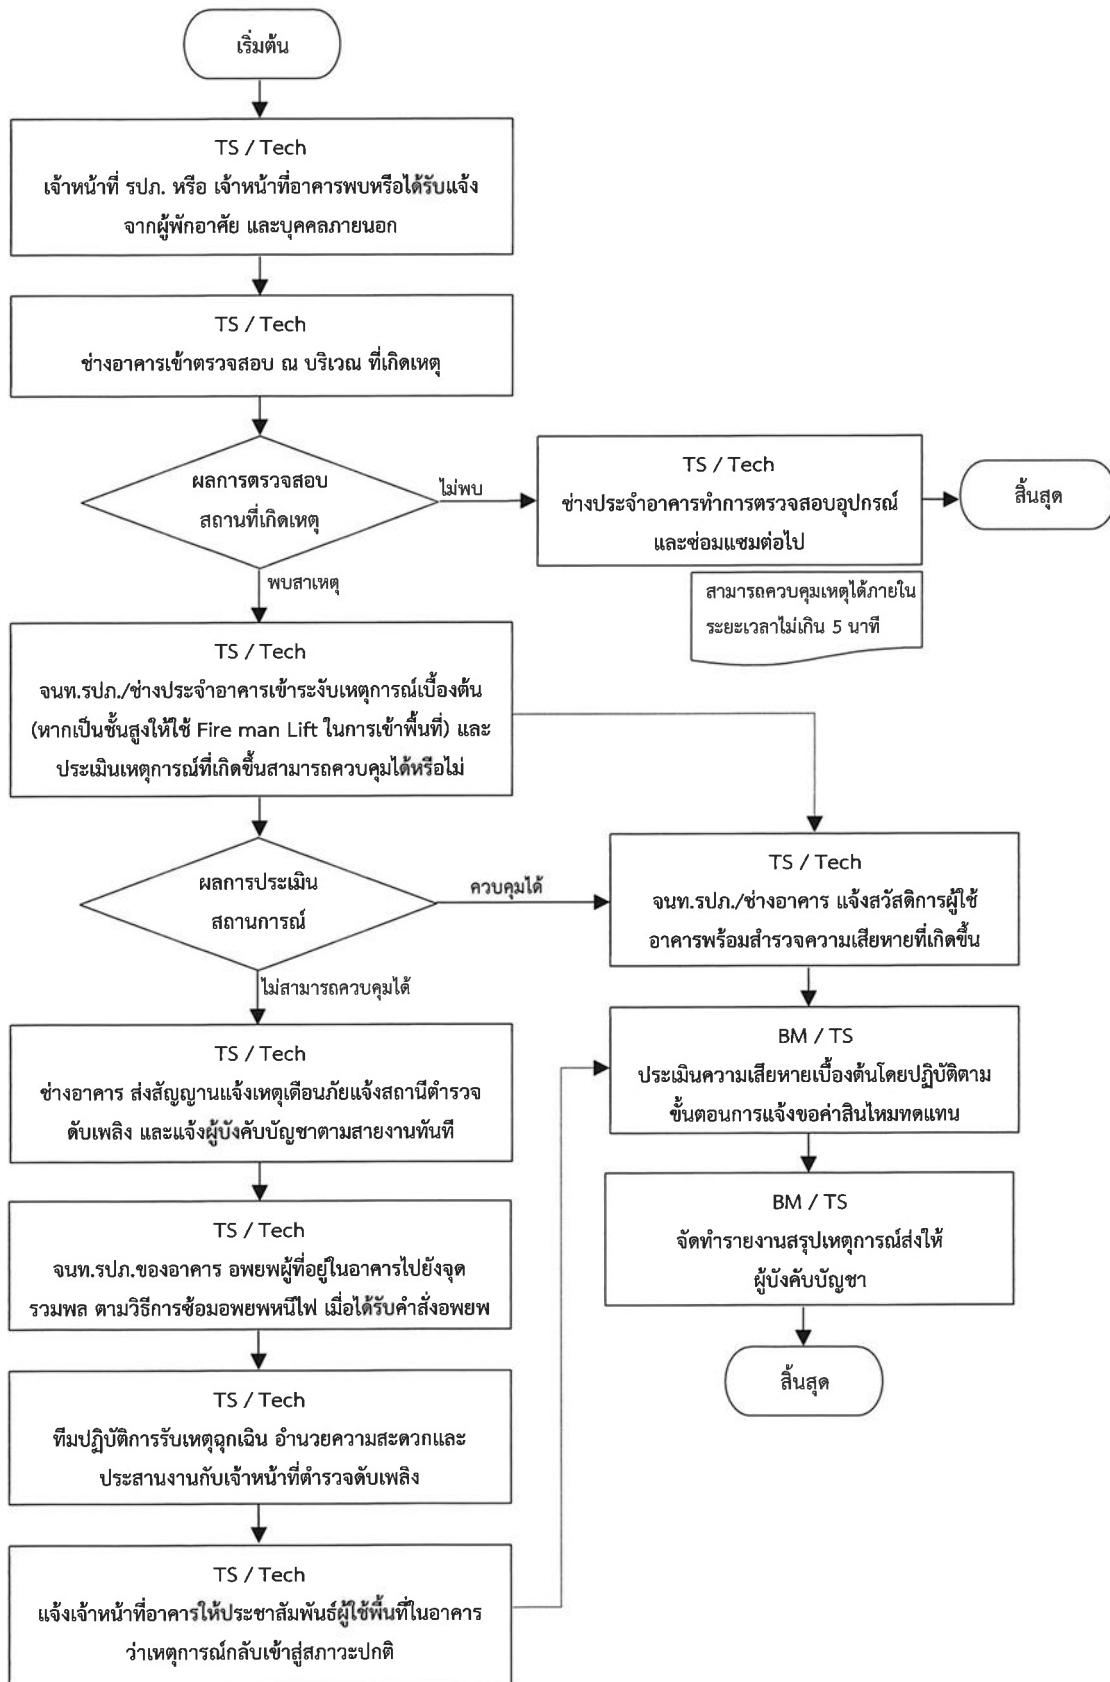 เริ่มต้น
TS / Tech
เจ้าหน้าที่ รปภ. หรือ เจ้าหน้าที่อาคารพบหรือได้รับแจ้ง
จากผู้พักอาศัย และบุคคลภายนอก
TS / Tech
ช่างอาคารเข้าตรวจสอบ ณ บริเวณ ที่เกิดเหตุ
ผลการตรวจสอบ
สถานที่เกิดเหตุ
ไม่พบ
TS / Tech
ช่างประจำอาคารทำการตรวจสอบอุปกรณ์
และซ่อมแซมต่อไป
สิ้นสุด
สามารถควบคุมเหตุได้ภายใน
ระยะเวลาไม่เกิน 5 นาที
พบสาเหตุ
TS / Tech
จนท.รปภ./ช่างประจำอาคารเข้าระงับเหตุการณ์เบื้องต้น
(หากเป็นชั้นสูงให้ใช้ Fire man Lift ในการเข้าพื้นที่) และ
ประเมินเหตุการณ์ที่เกิดขึ้นสามารถควบคุมได้หรือไม่
ผลการประเมิน
สถานการณ์
ควบคุมได้
TS / Tech
จนท.รปภ./ช่างอาคาร แจ้งสวัสดิการผู้ใช้
อาคารพร้อมสำรวจความเสียหายที่เกิดขึ้น
ไม่สามารถควบคุมได้
TS / Tech
ช่างอาคาร ส่งสัญญานแจ้งเหตุเตือนภัยแจ้งสถานีตำรวจ
ดับเพลิง และแจ้งผู้บังคับบัญชาตามสายงานทันที
BM / TS
ประเมินความเสียหายเบื้องต้นโดยปฏิบัติตาม
ขั้นตอนการแจ้งขอค่าสินไหมทดแทน
TS / Tech
จนท.รปภ.ของอาคาร อพยพผู้ที่อยู่ในอาคารไปยังจุด
รวมพล ตามวิธีการซ้อมอพยพหนีไฟ เมื่อได้รับคำสั่งอพยพ
BM / TS
จัดทำรายงานสรุปเหตุการณ์ส่งให้
ผู้บังคับบัญชา
สิ้นสุด
TS / Tech
ทีมปฏิบัติการรับเหตุฉุกเฉิน อำนวยความสะดวกและ
ประสานงานกับเจ้าหน้าที่ตำรวจดับเพลิง
TS / Tech
แจ้งเจ้าหน้าที่อาคารให้ประชาสัมพันธ์ผู้ใช้พื้นที่ในอาคาร
ว่าเหตุการณ์กลับเข้าสู่สภาวะปกติ